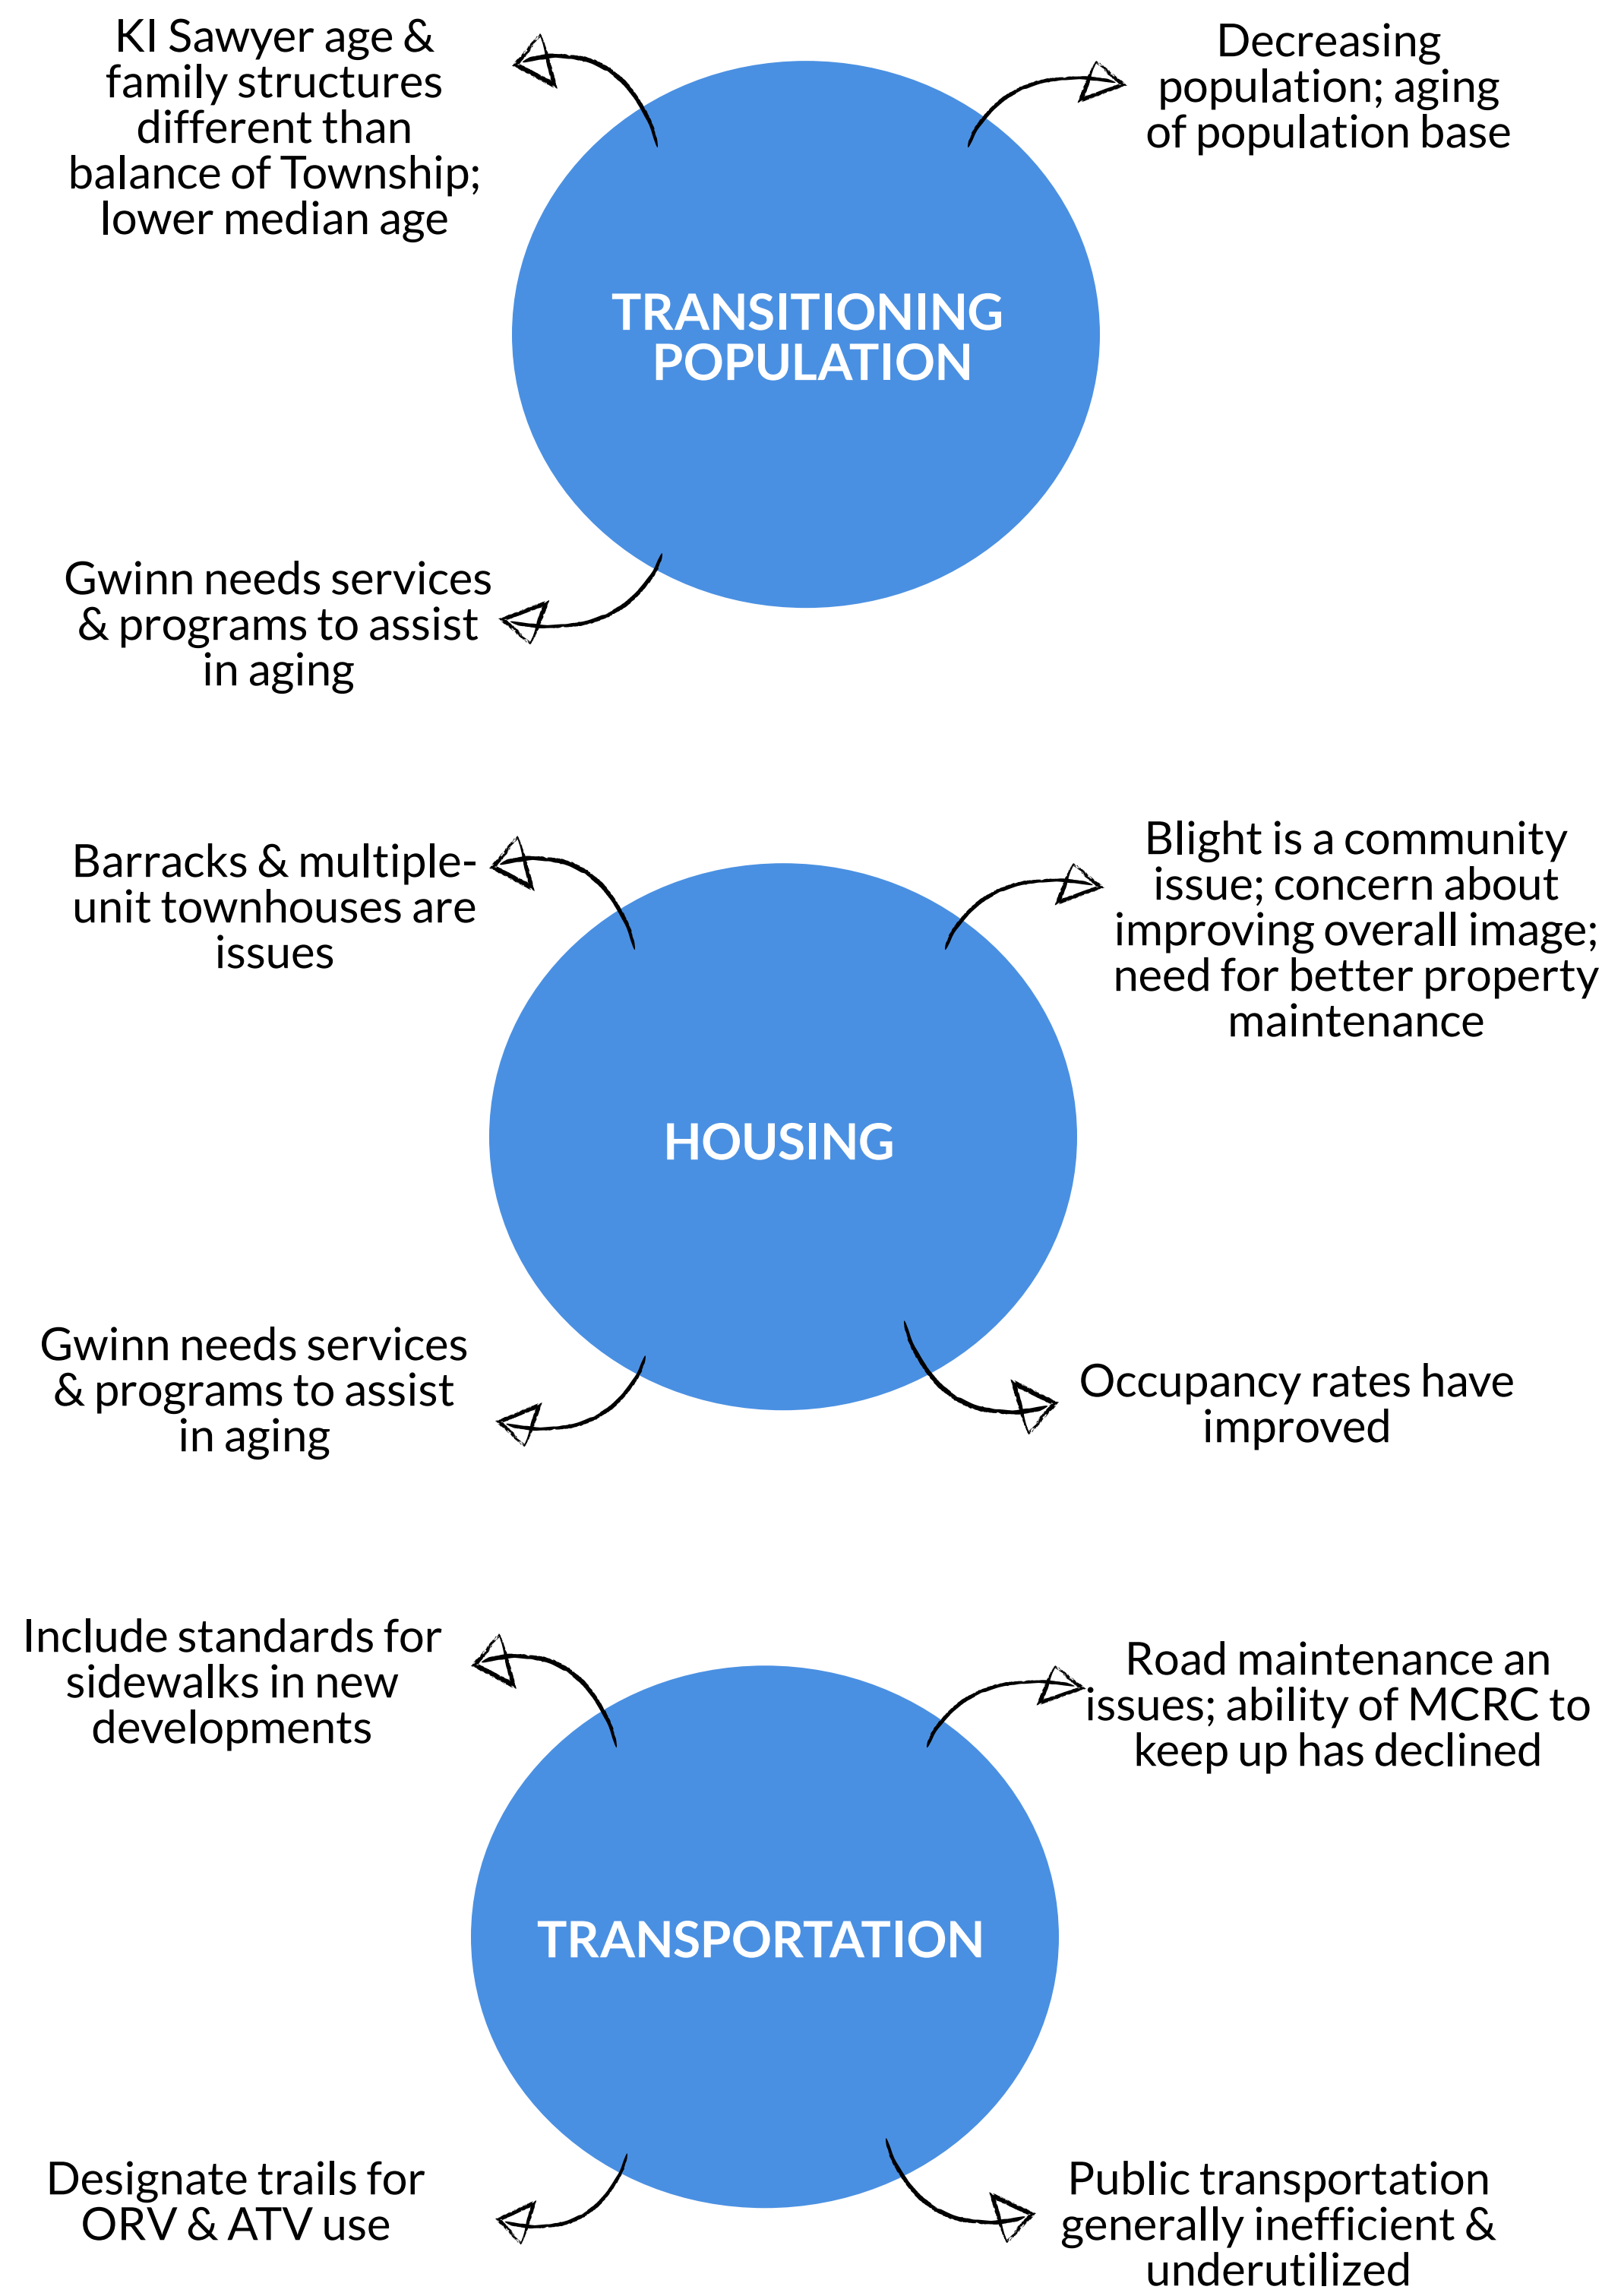 KI Sawyer age &
family structures
different than
balance of Township;
lower median age
Decreasing
population; aging
of population base
TRANSITIONING
POPULATION
Gwinn needs services
& programs to assist
in aging
Barracks & multiple-
unit townhouses are
issues
Blight is a community
issue; concern about
improving overall image;
need for better property
maintenance
HOUSING
Gwinn needs services
& programs to assist
in aging
Occupancy rates have
improved
Include standards for
sidewalks in new
developments
Road maintenance an
issues; ability of MCRC to
keep up has declined
TRANSPORTATION
Designate trails for
ORV & ATV use
Public transportation
generally inefficient &
underutilized